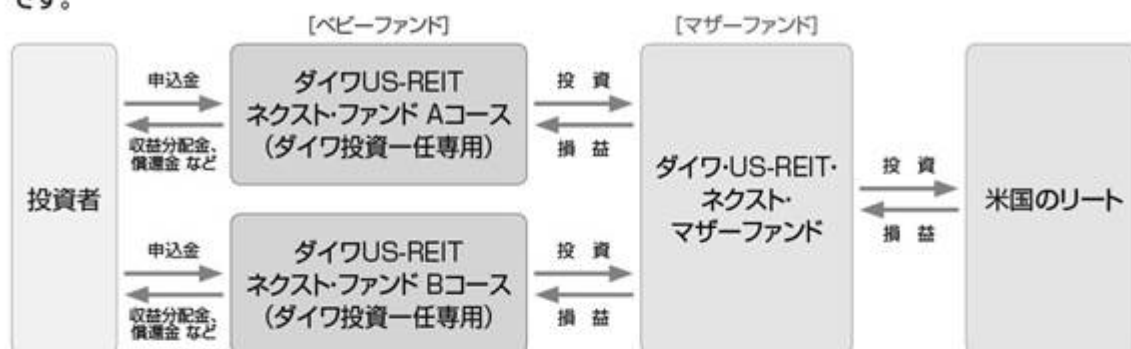 です。
[ベビーファンド]
[マザーファンド]
投資者
申込金
収益分配金、
償還金 など
ダイワUS-REIT
ネクスト・ファンド Aコース
(ダイワ投資一任専用)
投 資
損 益
申込金
収益分配金、
償還金 など
ダイワUS-REIT
ネクスト・ファンド Bコース
(ダイワ投資一任専用)
投 資
損 益
ダイワ・US-REIT・
ネクスト・
マザーファンド
投 資
損 益
米国のリート